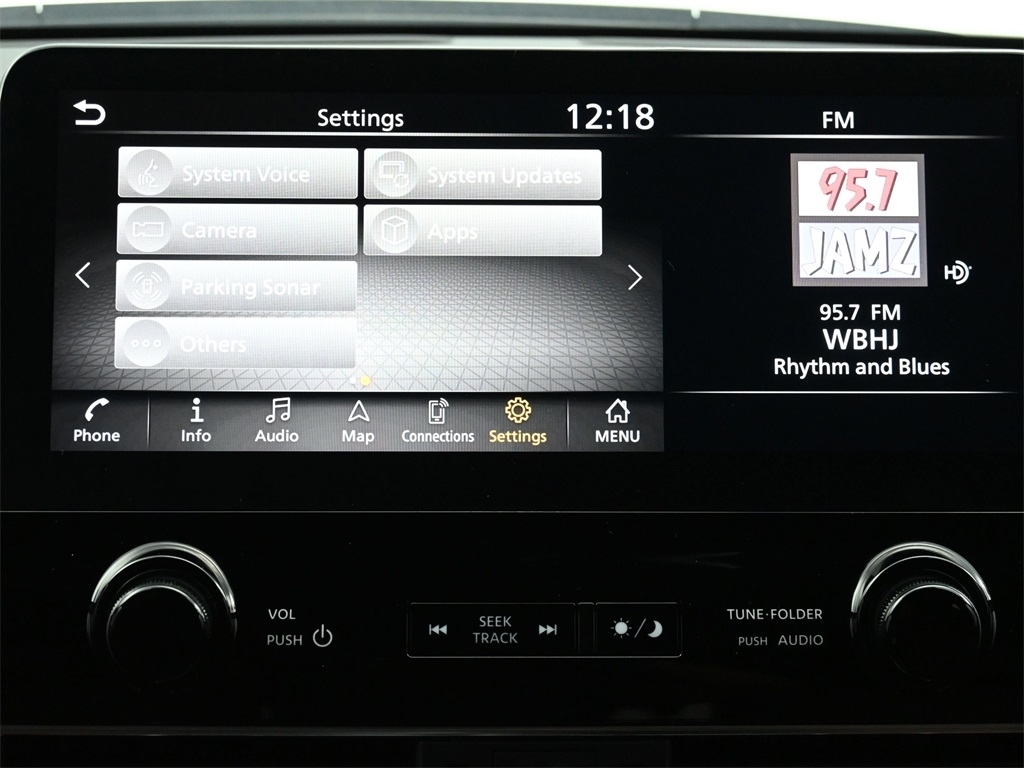 Settings
12:18
FM
System Voice
System Updates
Camera
Apps
Parking Sonar
Others
95.7
JAMZ
HD
95.7 FM
WBHJ
Rhythm and Blues
Phone
Info
Audio
Map
Connections
Settings
MENU
VOL
PUSH
SEEK
TRACK
TUNE·FOLDER
PUSH AUDIO